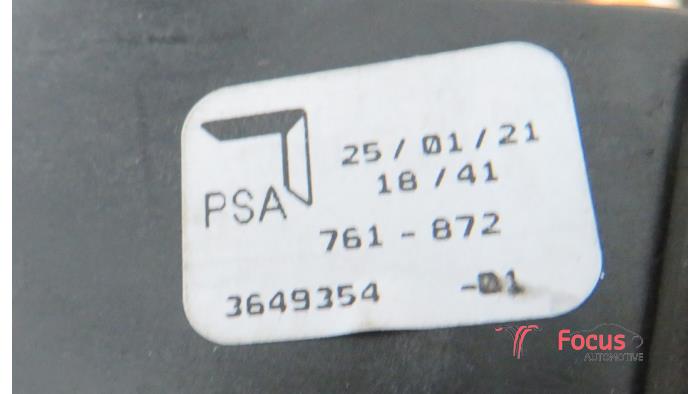 PSA
25/01/21
18/41
761-872
3649354 -01
Focus
AUTOMOTIVE